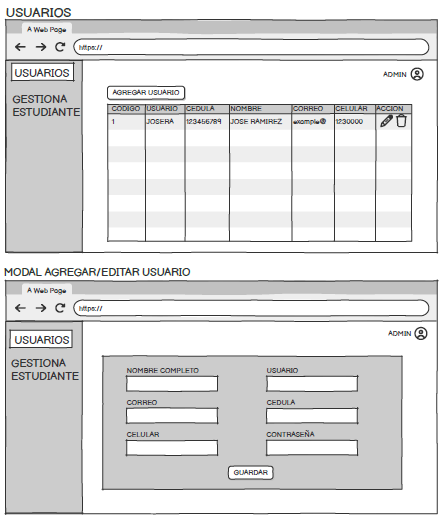 USUARIOS
A Web Page
https://
USUARIOS
ADMIN
GESTIONA
ESTUDIANTE
AGREGAR USUARIO
CODIGO USUARIO CEDULA NOMBRE CORREO CELULAR ACCION
1 JOSERA 123456789 JOSE RAMIREZ example@ 1230000
MODAL AGREGAR/EDITAR USUARIO
A Web Page
https://
USUARIOS
ADMIN
GESTIONA
ESTUDIANTE
NOMBRE COMPLETO USUARIO
CORREO CEDULA
CELULAR CONTRASEÑA
GUARDAR